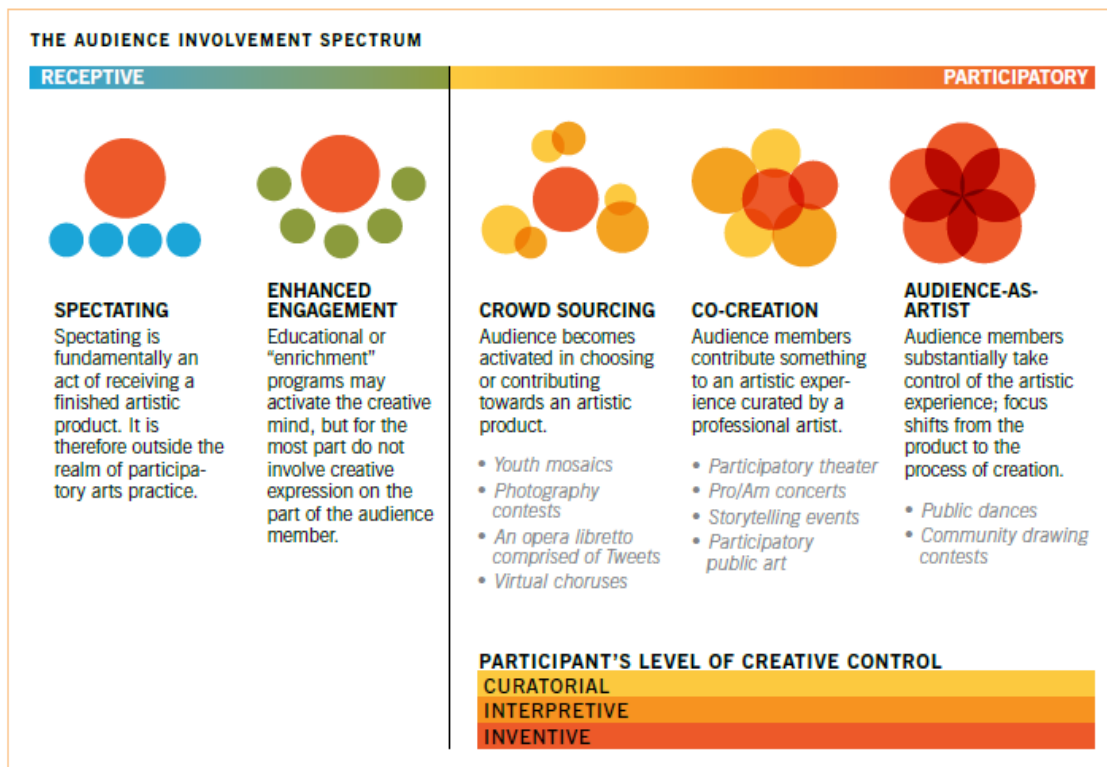 THE AUDIENCE INVOLVEMENT SPECTRUM
RECEPTIVE
PARTICIPATORY
SPECTATING
Spectating is
fundamentally an
act of receiving a
finished artistic
product. It is
therefore outside the
realm of participa-
tory arts practice.
ENHANCED
ENGAGEMENT
Educational or
“enrichment”
programs may
activate the creative
mind, but for the
most part do not
involve creative
expression on the
part of the audience
member.
CROWD SOURCING
Audience becomes
activated in choosing
or contributing
towards an artistic
product.
• Youth mosaics
• Photography
contests
• An opera libretto
comprised of Tweets
• Virtual choruses
CO-CREATION
Audience members
contribute something
to an artistic exper-
ience curated by a
professional artist.
• Participatory theater
• Pro/Am concerts
• Storytelling events
• Participatory
public art
AUDIENCE-AS-
ARTIST
Audience members
substantially take
control of the artistic
experience; focus
shifts from the
product to the
process of creation.
• Public dances
• Community drawing
contests
PARTICIPANT’S LEVEL OF CREATIVE CONTROL
CURATORIAL
INTERPRETIVE
INVENTIVE